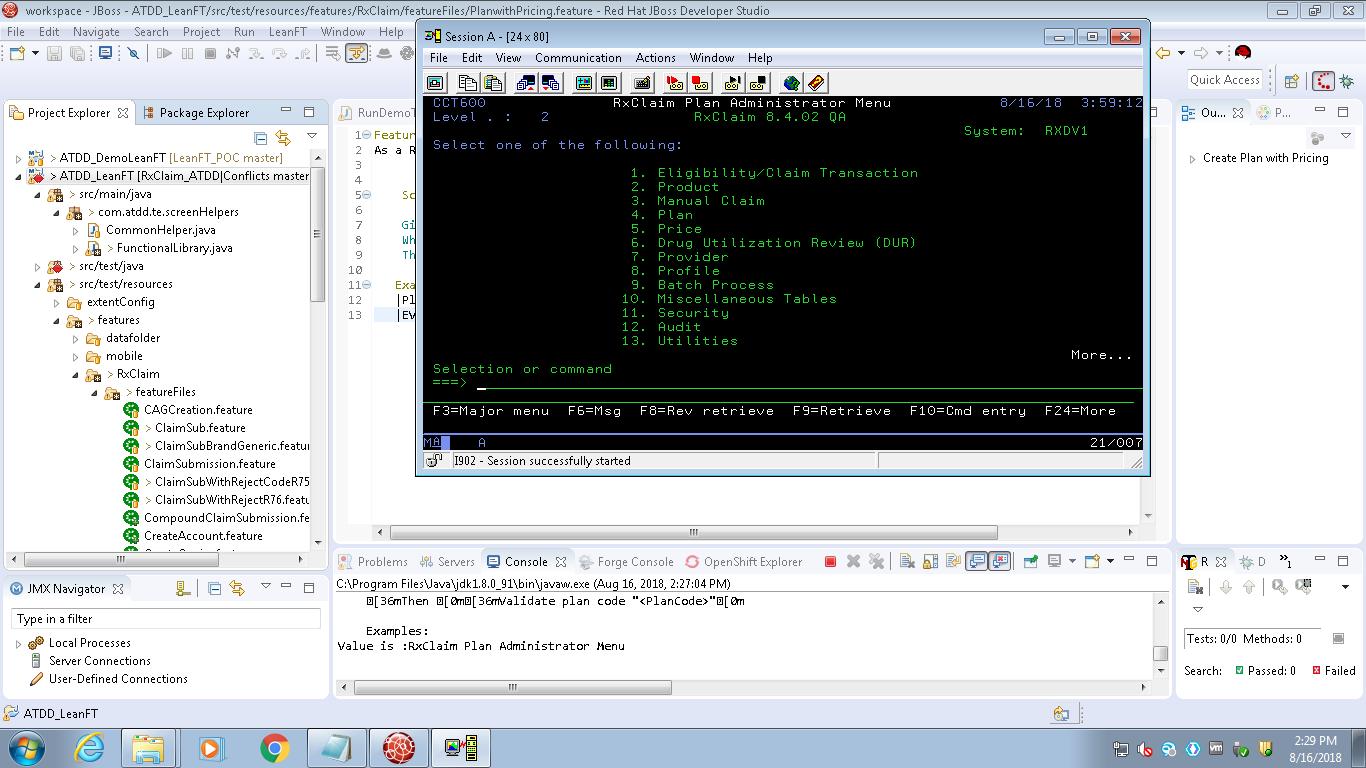 workspace - JBoss - ATDD_LeanFT/src/test/resources/features/RxClaim/featureFiles/PlanwithPricing.feature - Red Hat JBoss Developer Studio
File Edit Navigate Search Project Run LeanFT Window Help
Quick Access
Project Explorer
Package Explorer
> ATDD_DemoLeanFT [LeanFT_POC master]
> ATDD_LeanFT [RxClaim_ATDD|Conflicts master
> src/main/java
> com.atdd.te.screenHelpers
CommonHelper.java
> FunctionalLibrary.java
> src/test/java
> src/test/resources
extentConfig
> features
datafolder
mobile
> RxClaim
> featureFiles
CAGCreation.feature
> ClaimSub.feature
> ClaimSubBrandGeneric.featur
ClaimSubmission.feature
> ClaimSubWithRejectCodeR75
> ClaimSubWithRejectR76.featu
CompoundClaimSubmission.fe
CreateAccount.feature
JMX Navigator
Type in a filter
Local Processes
Server Connections
User-Defined Connections
RunDemoT
1 Featur
2 As a R
3
5 Sc
7 Gi
8 Wh
9 Th
10
11 Exa
12 |Pl
13 |EV
Session A - [24 x 80]
File Edit View Communication Actions Window Help
CCT600 RxClaim Plan Administrator Menu 8/16/18 3:59:12
Level . : 2 RxClaim 8.4.02 QA
System: RXDV1
Select one of the following:
1. Eligibility/Claim Transaction
2. Product
3. Manual Claim
4. Plan
5. Price
6. Drug Utilization Review (DUR)
7. Provider
8. Profile
9. Batch Process
10. Miscellaneous Tables
11. Security
12. Audit
13. Utilities
More...
Selection or command
===>
F3=Major menu F6=Msg F8=Rev retrieve F9=Retrieve F10=Cmd entry F24=More
MA A 21/007
I902 - Session successfully started
Ou...
P...
Create Plan with Pricing
Problems Servers Console Forge Console OpenShift Explorer
C:\Program Files\Java\jdk1.8.0_91\bin\javaw.exe (Aug 16, 2018, 2:27:04 PM)
[36mThen [0m[36mValidate plan code "<PlanCode>"[0m
Examples:
Value is :RxClaim Plan Administrator Menu
R D »1
Tests: 0/0 Methods: 0
Search: Passed: 0 Failed
ATDD_LeanFT
2:29 PM
8/16/2018